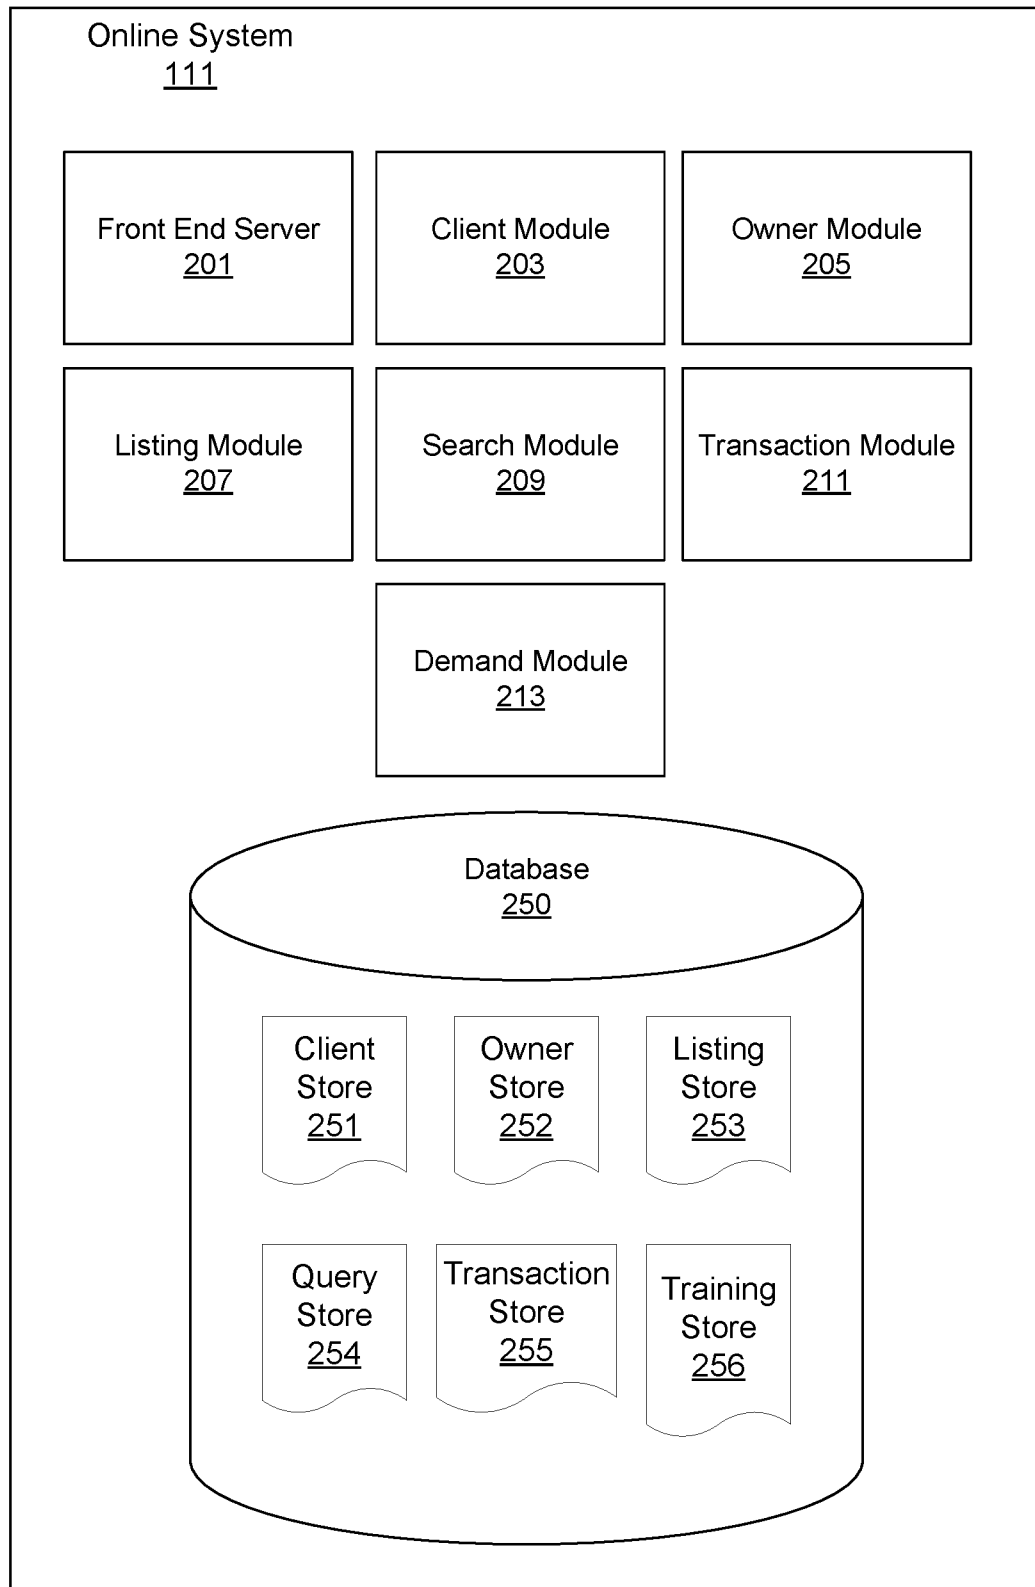 Online System
111
Front End Server
201
Client Module
203
Owner Module
205
Listing Module
207
Search Module
209
Transaction Module
211
Demand Module
213
Database
250
Client
Store
251
Owner
Store
252
Listing
Store
253
Query
Store
254
Transaction
Store
255
Training
Store
256